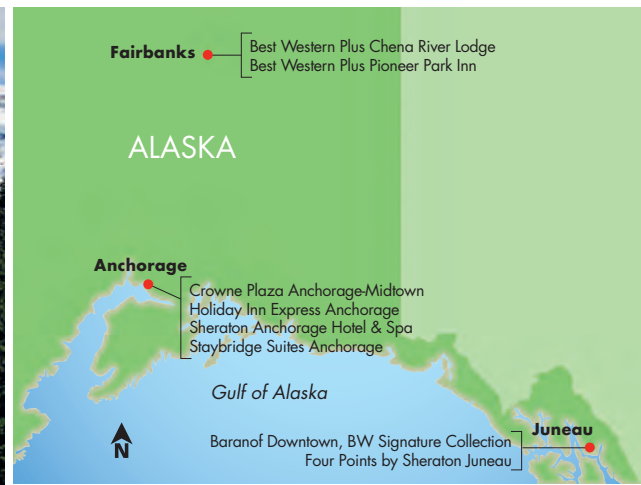 Fairbanks
Best Western Plus Chena River Lodge
Best Western Plus Pioneer Park Inn
ALASKA
Anchorage
Crowne Plaza Anchorage-Midtown
Holiday Inn Express Anchorage
Sheraton Anchorage Hotel & Spa
Staybridge Suites Anchorage
Gulf of Alaska
N
Juneau
Baranof Downtown, BW Signature Collection
Four Points by Sheraton Juneau